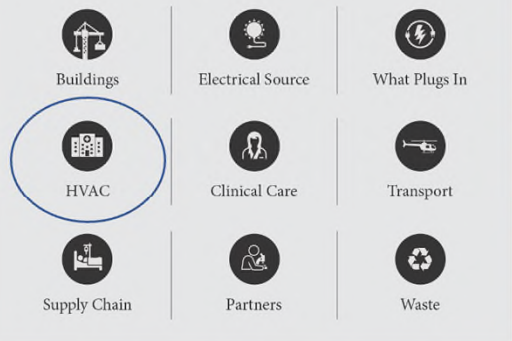 Buildings
Electrical Source
What Plugs In
HVAC
Clinical Care
Transport
Supply Chain
Partners
Waste